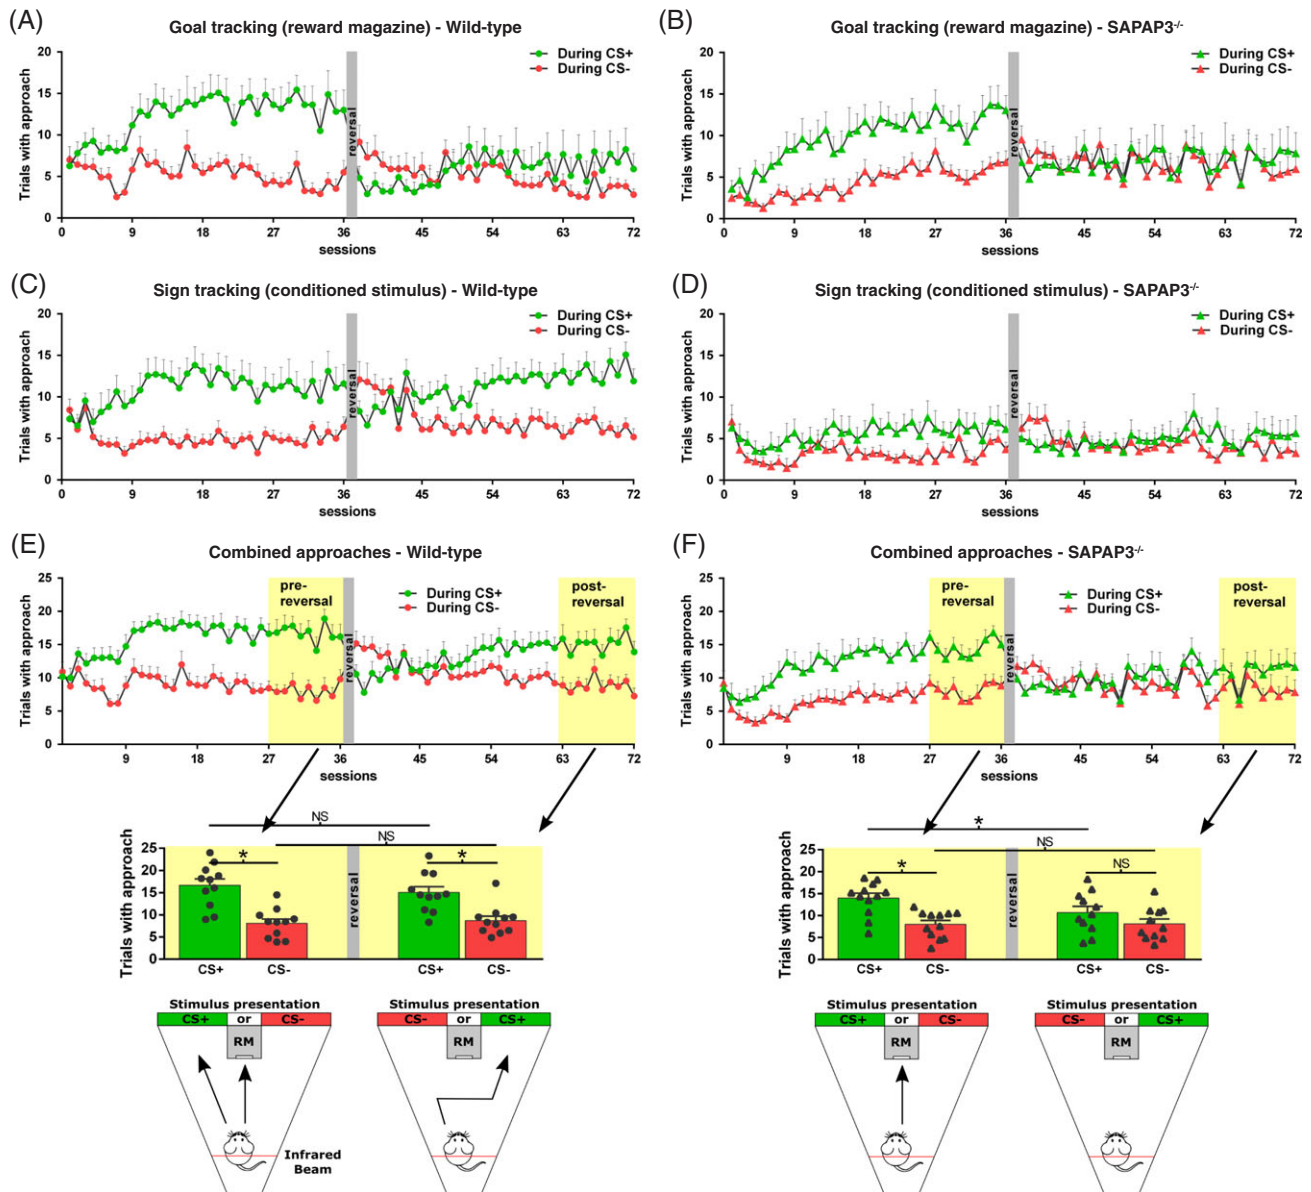 (A)
Goal tracking (reward magazine) - Wild-type
Trials with approach
20
15
10
5
0
During CS+
During CS-
reversal
0 9 18 27 36 45 54 63 72
sessions
(B)
Goal tracking (reward magazine) - SAPAP3-/-
Trials with approach
20
15
10
5
0
During CS+
During CS-
reversal
0 9 18 27 36 45 54 63 72
sessions
(C)
Sign tracking (conditioned stimulus) - Wild-type
Trials with approach
20
15
10
5
0
During CS+
During CS-
reversal
0 9 18 27 36 45 54 63 72
sessions
(D)
Sign tracking (conditioned stimulus) - SAPAP3-/-
Trials with approach
20
15
10
5
0
During CS+
During CS-
reversal
0 9 18 27 36 45 54 63 72
sessions
(E)
Combined approaches - Wild-type
Trials with approach
25
20
15
10
5
0
pre-
reversal
During CS+
During CS-
post-
reversal
reversal
9 18 27 36 45 54 63 72
sessions
NS
NS
Trials with approach
25
20
15
10
5
0
*
*
reversal
CS+ CS- CS+ CS-
Stimulus presentation
CS+ or CS-
RM
Stimulus presentation
CS- or CS+
RM
Infrared
Beam
(F)
Combined approaches - SAPAP3-/-
Trials with approach
25
20
15
10
5
0
pre-
reversal
During CS+
During CS-
post-
reversal
reversal
9 18 27 36 45 54 63 72
sessions
*
NS
Trials with approach
25
20
15
10
5
0
*
NS
reversal
CS+ CS- CS+ CS-
Stimulus presentation
CS+ or CS-
RM
Stimulus presentation
CS- or CS+
RM